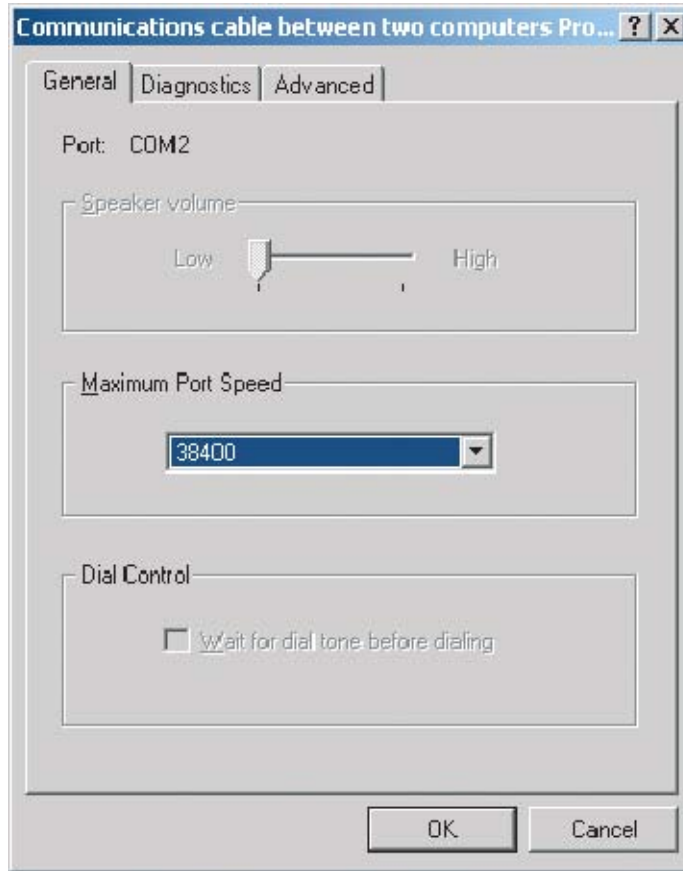 Communications cable between two computers Pro... ? X
General Diagnostics Advanced
Port: COM2
Speaker volume
Low High
Maximum Port Speed
38400
Dial Control
Wait for dial tone before dialing
OK Cancel